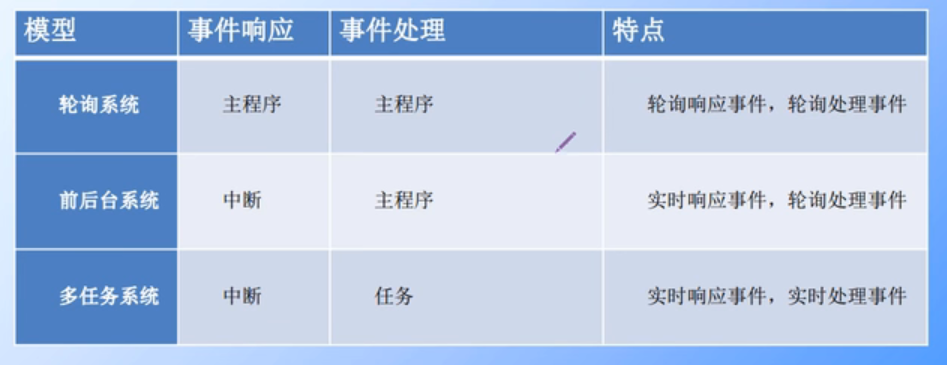 模型 事件响应 事件处理 特点
轮询系统 主程序 主程序 轮询响应事件，轮询处理事件
前后台系统 中断 主程序 实时响应事件，轮询处理事件
多任务系统 中断 任务 实时响应事件，实时处理事件